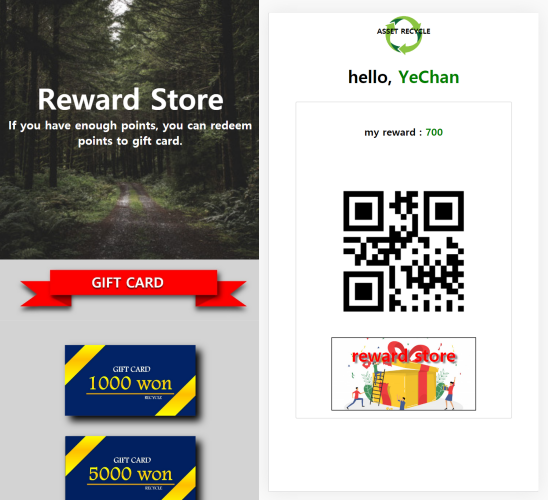 Reward Store
If you have enough points, you can redeem
points to gift card.
GIFT CARD
GIFT CARD
1000 won
RECYCLE
GIFT CARD
5000 won
RECYCLE
ASSET RECYCLE
hello, YeChan
my reward : 700
reward store